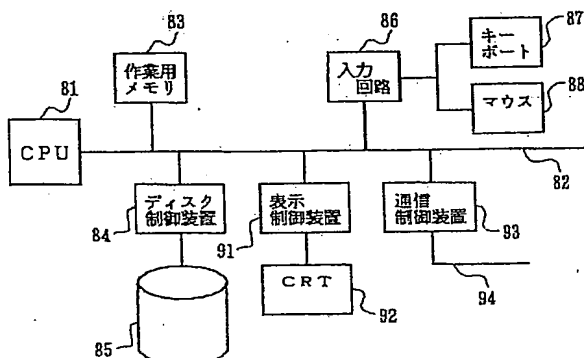 83
作業用
メモリ
86
入力
回路
キー
ボート
87
マウス
88
81
CPU
82
ディスク
制御装置
84
表示
制御装置
91
通信
制御装置
93
CRT
92
94
85